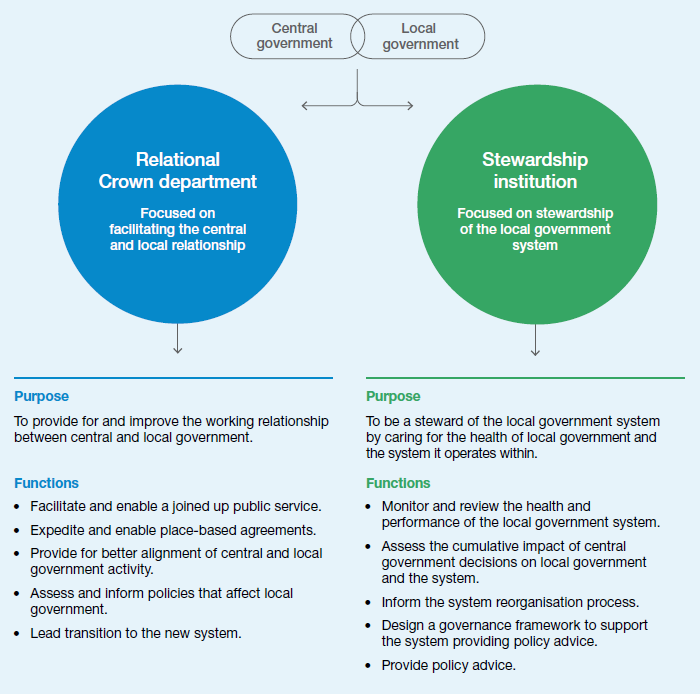 Central
government
Local
government
Relational
Crown department
Focused on
facilitating the central
and local relationship
Stewardship
institution
Focused on stewardship
of the local government
system
Purpose
To provide for and improve the working relationship
between central and local government.
Functions
• Facilitate and enable a joined up public service.
• Expedite and enable place-based agreements.
• Provide for better alignment of central and local
government activity.
• Assess and inform policies that affect local
government.
• Lead transition to the new system.
Purpose
To be a steward of the local government system
by caring for the health of local government and
the system it operates within.
Functions
• Monitor and review the health and
performance of the local government system.
• Assess the cumulative impact of central
government decisions on local government
and the system.
• Inform the system reorganisation process.
• Design a governance framework to support
the system providing policy advice.
• Provide policy advice.